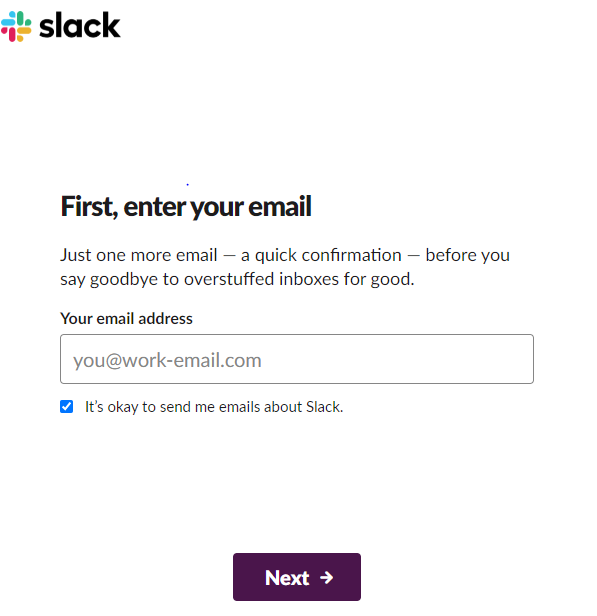 slack
First, enter your email
Just one more email — a quick confirmation — before you
say goodbye to overstuffed inboxes for good.
Your email address
you@work-email.com
It's okay to send me emails about Slack.
Next →